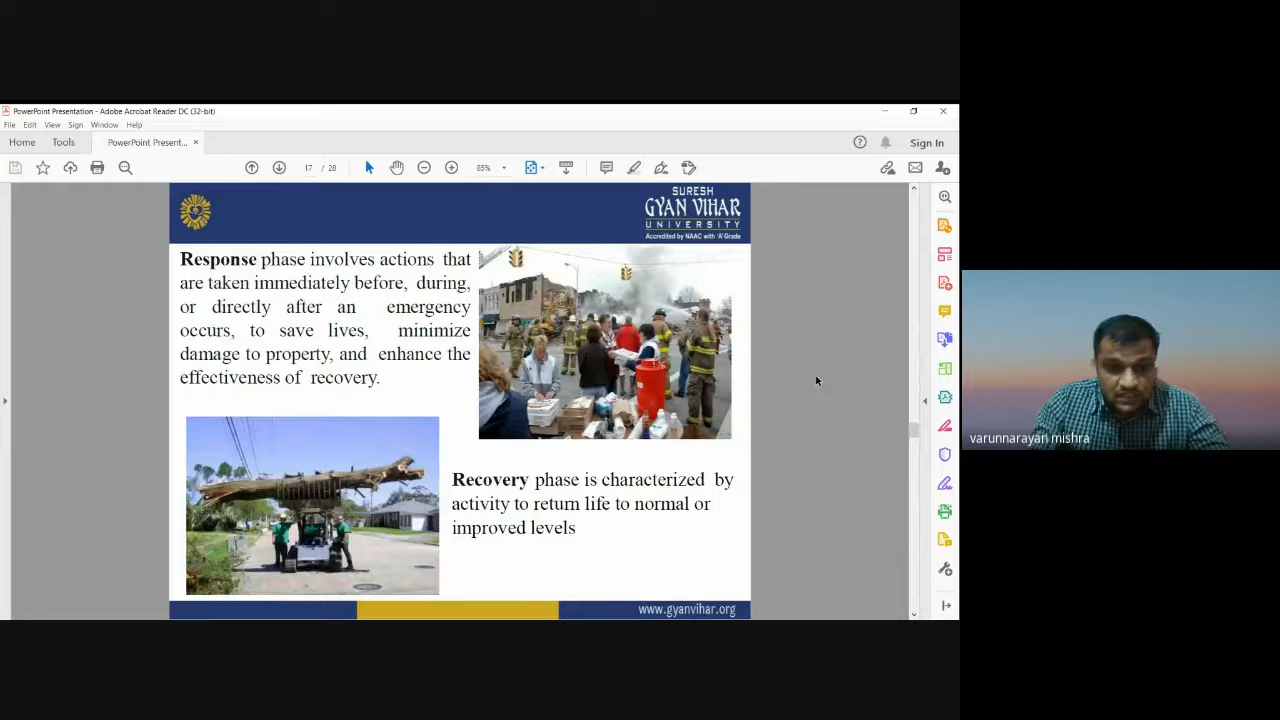 PowerPoint Presentation - Adobe Acrobat Reader DC (32-bit)
File Edit View Sign Window Help
Home Tools PowerPoint Present... ×
Sign In
17 / 28
85%
SURESH
GYAN VIHAR
UNIVERSITY
Accredited by NAAC with 'A' Grade
Response phase involves actions that
are taken immediately before, during,
or directly after an emergency
occurs, to save lives, minimize
damage to property, and enhance the
effectiveness of recovery.
Recovery phase is characterized by
activity to return life to normal or
improved levels
www.gyanvihar.org
varunnarayan mishra